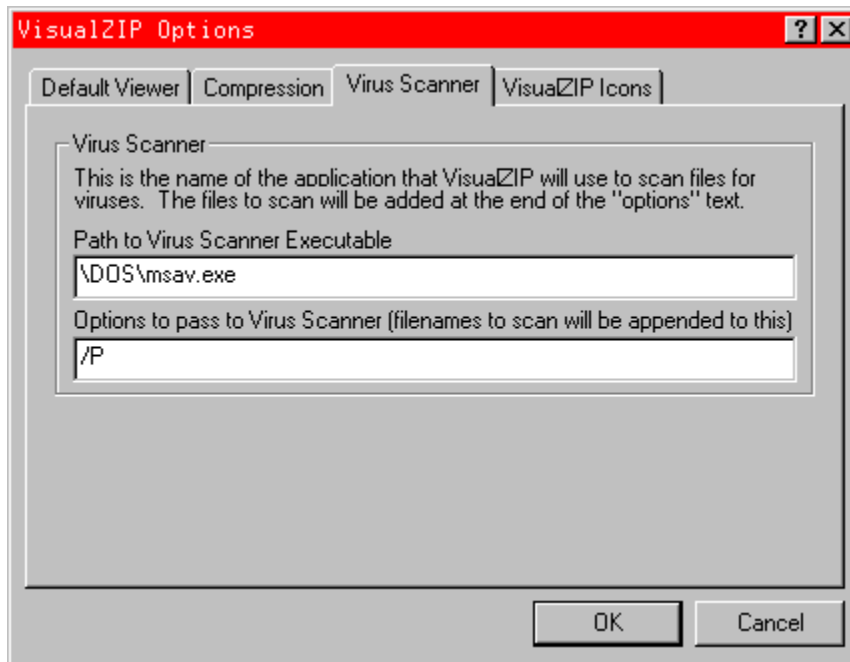 VisualZIP Options
Default Viewer Compression Virus Scanner VisualZIP Icons
Virus Scanner
This is the name of the application that VisualZIP will use to scan files for
viruses.  The files to scan will be added at the end of the "options" text.
Path to Virus Scanner Executable
\DOS\msav.exe
Options to pass to Virus Scanner (filenames to scan will be appended to this)
/P
OK Cancel